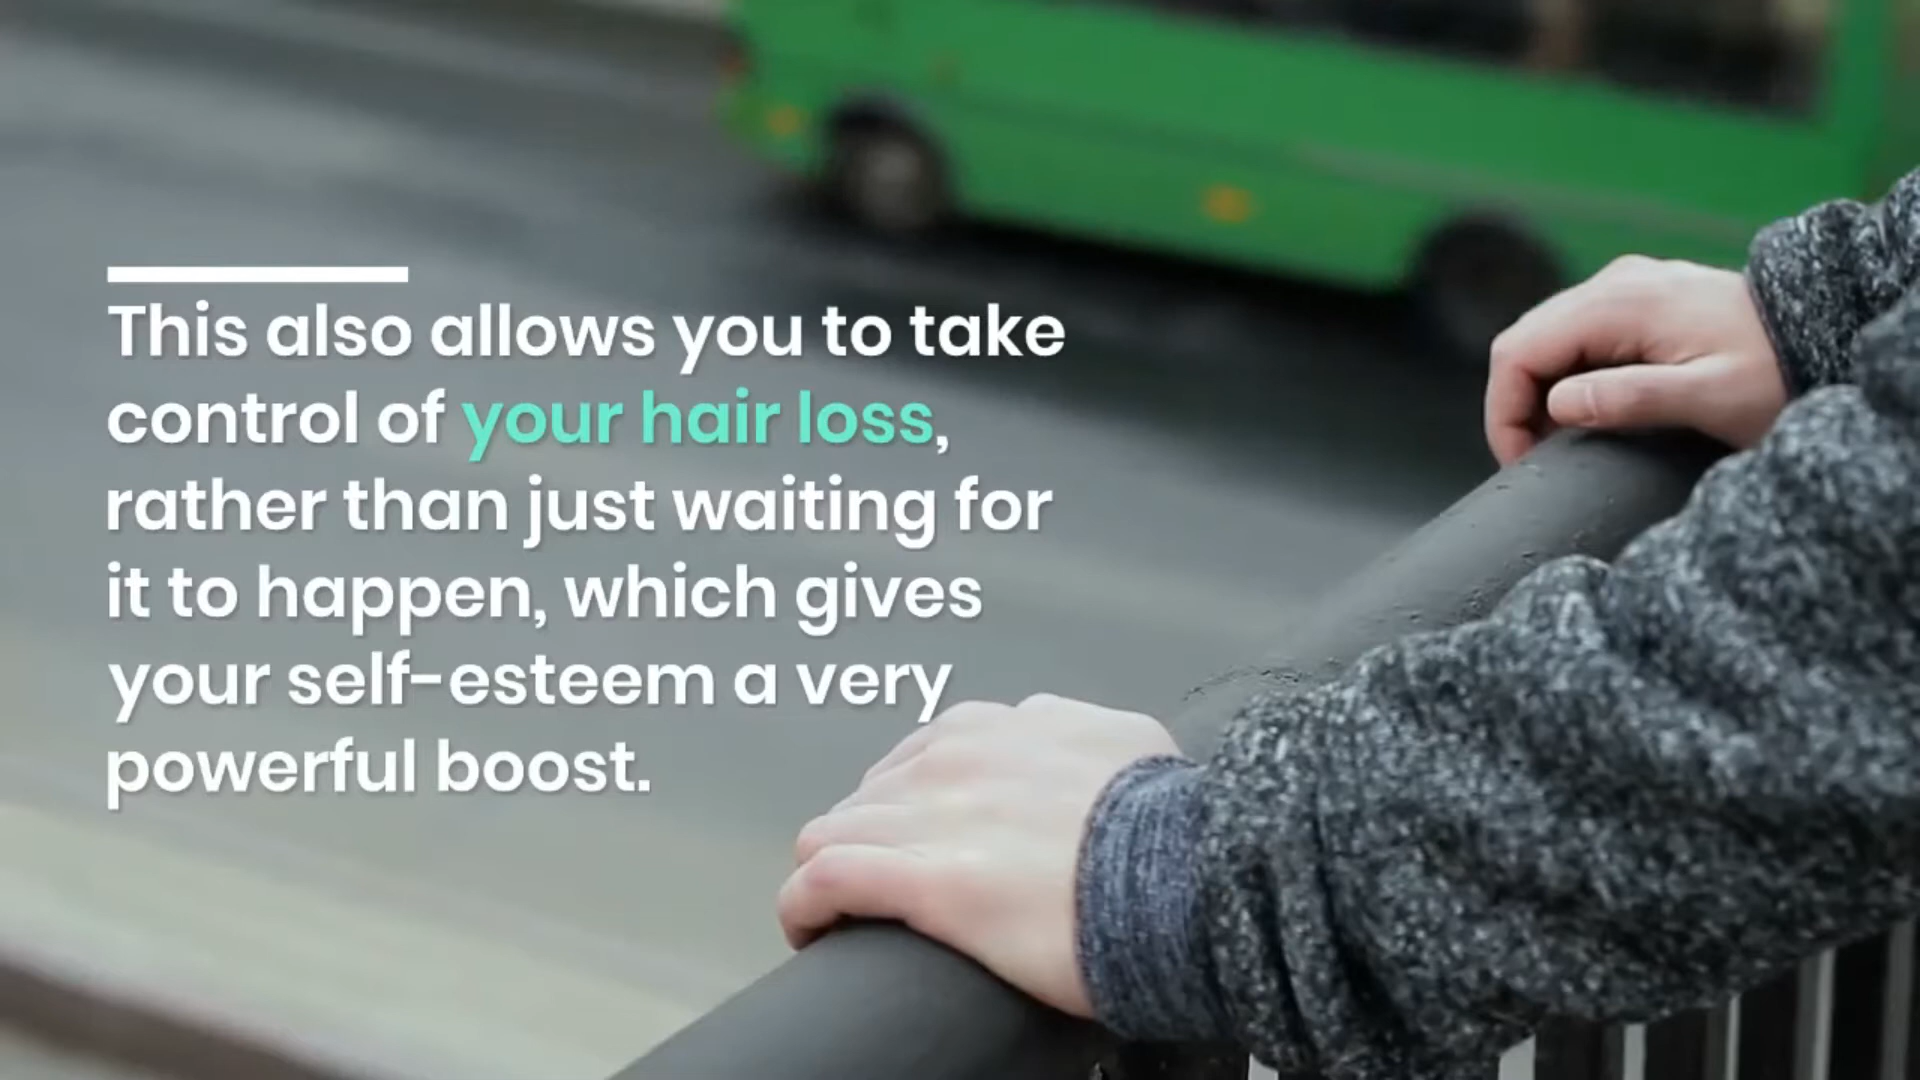 This also allows you to take
control of your hair loss,
rather than just waiting for
it to happen, which gives
your self-esteem a very
powerful boost.